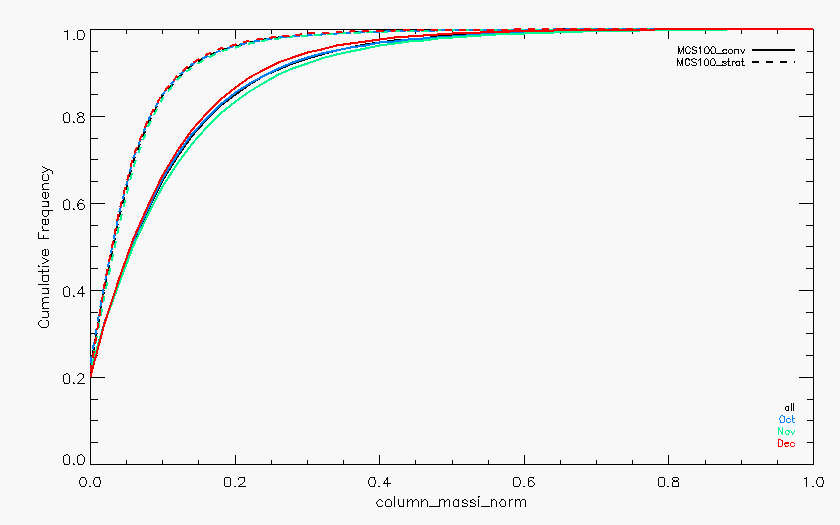 1.0
MCS100_conv
MCS100_strat
0.8
Cumulative Frequency
0.6
0.4
0.2
all
Oct
Nov
Dec
0.0
0.0 0.2 0.4 0.6 0.8 1.0
column_massi_norm